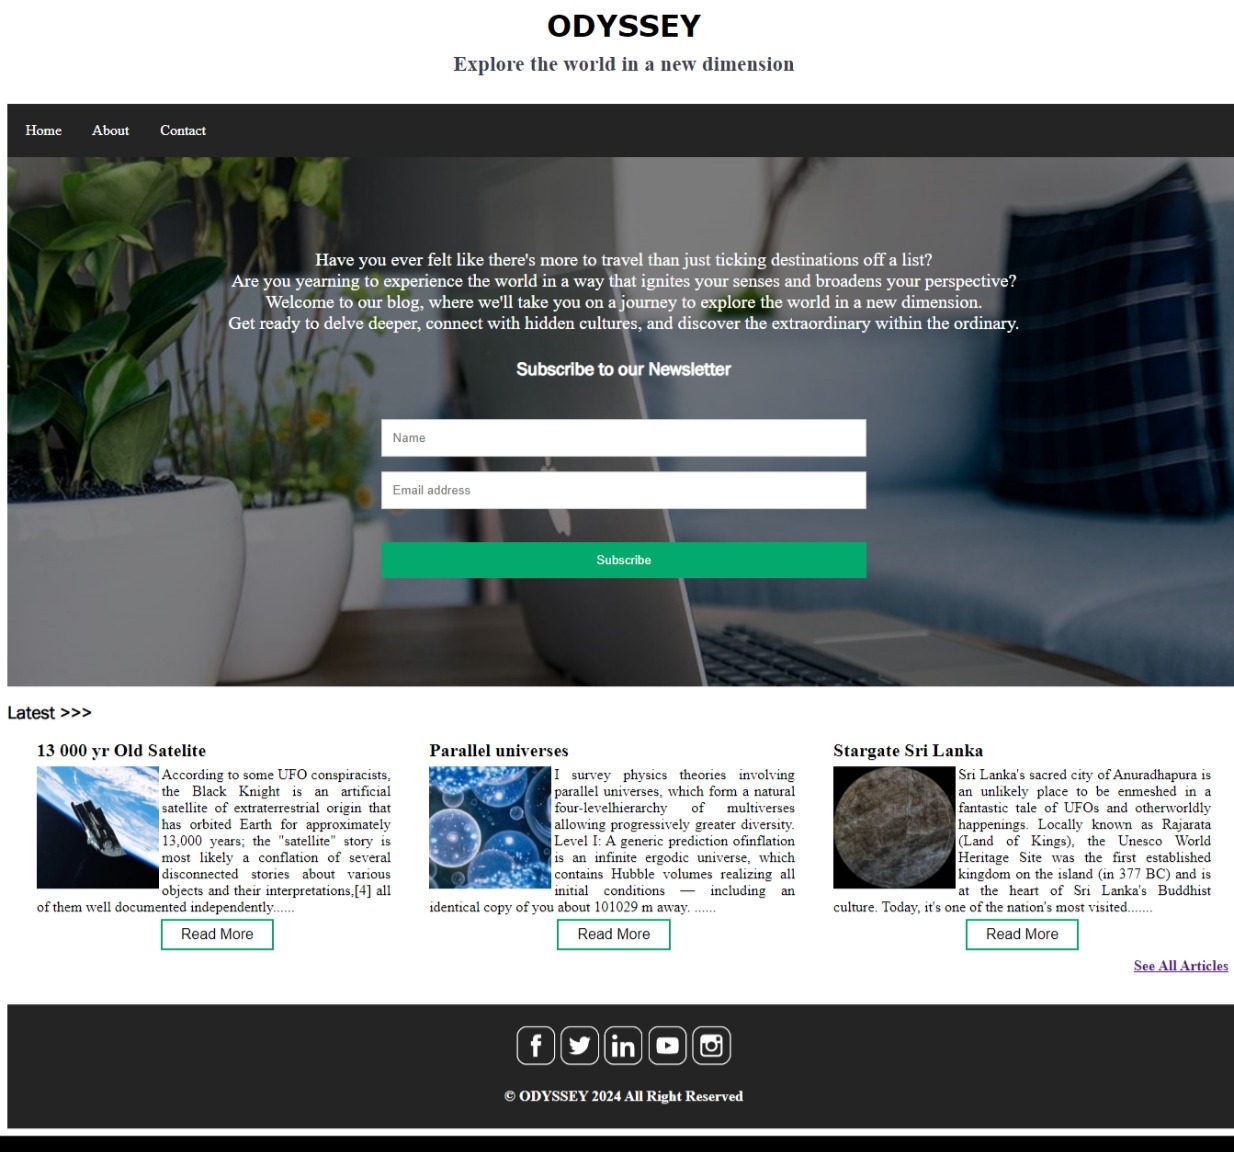 ODYSSEY
Explore the world in a new dimension
Home About Contact
Have you ever felt like there's more to travel than just ticking destinations off a list?
Are you yearning to experience the world in a way that ignites your senses and broadens your perspective?
Welcome to our blog, where we'll take you on a journey to explore the world in a new dimension.
Get ready to delve deeper, connect with hidden cultures, and discover the extraordinary within the ordinary.
Subscribe to our Newsletter
Name
Email address
Subscribe
Latest >>>
13 000 yr Old Satelite
According to some UFO conspiracists,
the Black Knight is an artificial
satellite of extraterrestrial origin that
has orbited Earth for approximately
13,000 years; the "satellite" story is
most likely a conflation of several
disconnected stories about various
objects and their interpretations,[4] all
of them well documented independently......
Read More
Parallel universes
I survey physics theories involving
parallel universes, which form a natural
four-levelhierarchy of multiverses
allowing progressively greater diversity.
Level I: A generic prediction ofinflation
is an infinite ergodic universe, which
contains Hubble volumes realizing all
initial conditions — including an
identical copy of you about 101029 m away. ......
Read More
Stargate Sri Lanka
Sri Lanka's sacred city of Anuradhapura is
an unlikely place to be enmeshed in a
fantastic tale of UFOs and otherworldly
happenings. Locally known as Rajarata
(Land of Kings), the Unesco World
Heritage Site was the first established
kingdom on the island (in 377 BC) and is
at the heart of Sri Lanka's Buddhist
culture. Today, it's one of the nation's most visited.......
Read More
See All Articles
© ODYSSEY 2024 All Right Reserved